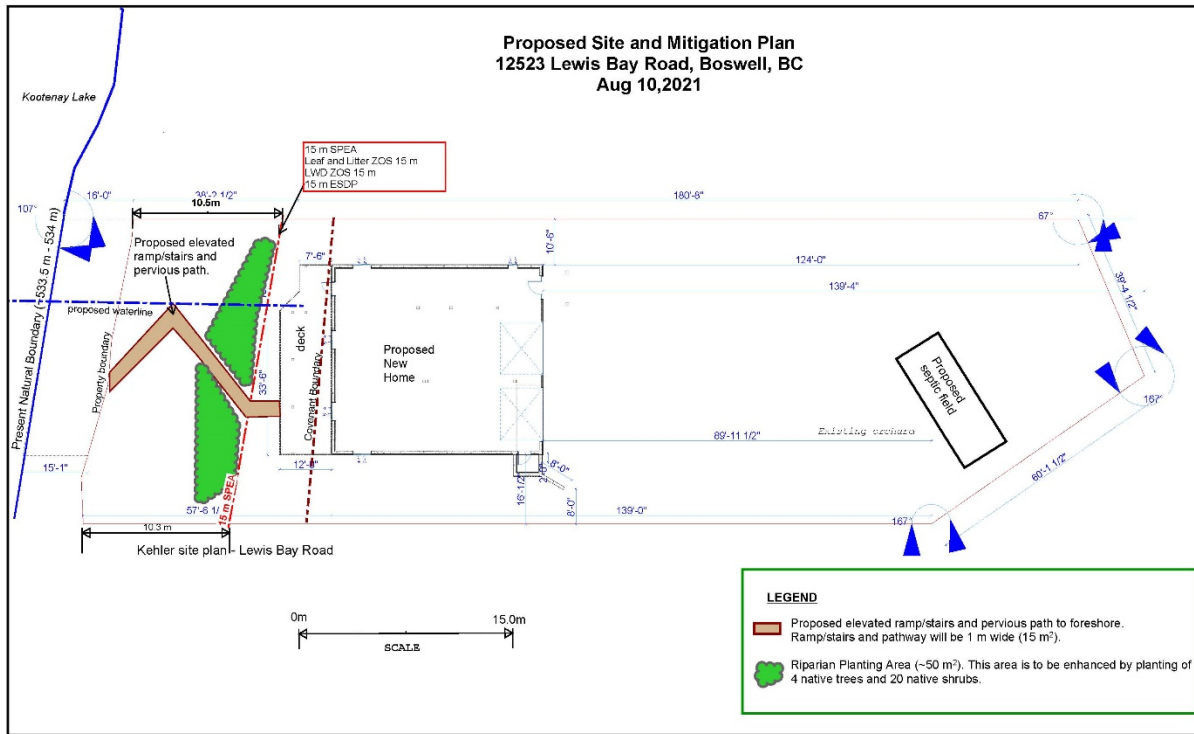 Proposed Site and Mitigation Plan
12523 Lewis Bay Road, Boswell, BC
Aug 10,2021
Kootenay Lake
15 m SPEA
Leaf and Litter ZOS 15 m
LWD ZOS 15 m
15 m ESDP
107°
16'-0"
38'-2 1/2"
180'-8"
10.5m
67°
Proposed elevated
ramp/stairs and
pervious path.
7'-6"
10'-6"
124'-0"
139'-4"
39'-4 1/2"
Present Natural Boundary (~533.5 m - 534 m)
proposed waterline
Property boundary
deck
Covenant Boundary
Proposed
New
Home
33'-6"
Proposed
septic field
167°
89'-11 1/2"
Existing orchard
60'-1 1/2"
15'-1"
12'-8"
8'-0"
16'-1/2"
8'-0"
15 m SPEA
57'-6
139'-0"
167°
10.3 m
Kehler site plan - Lewis Bay Road
0m
15.0m
SCALE
LEGEND
Proposed elevated ramp/stairs and pervious path to foreshore.
Ramp/stairs and pathway will be 1 m wide (15 m²).
Riparian Planting Area (~50 m²). This area is to be enhanced by planting of
4 native trees and 20 native shrubs.